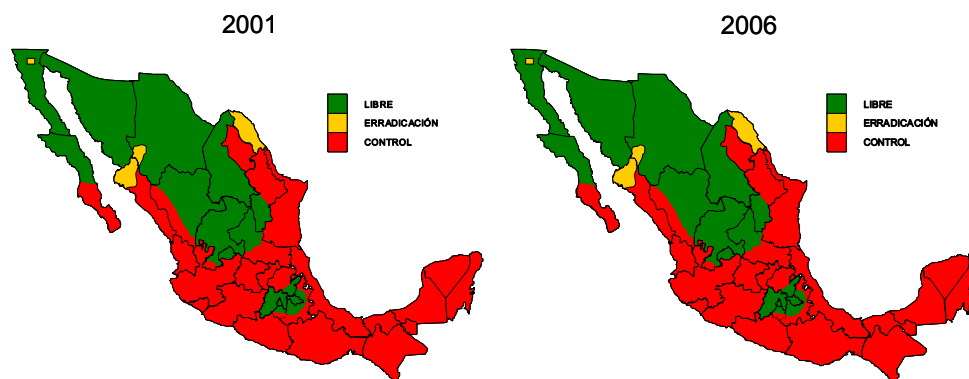 2001
LIBRE
ERRADICACIÓN
CONTROL
2006
LIBRE
ERRADICACIÓN
CONTROL